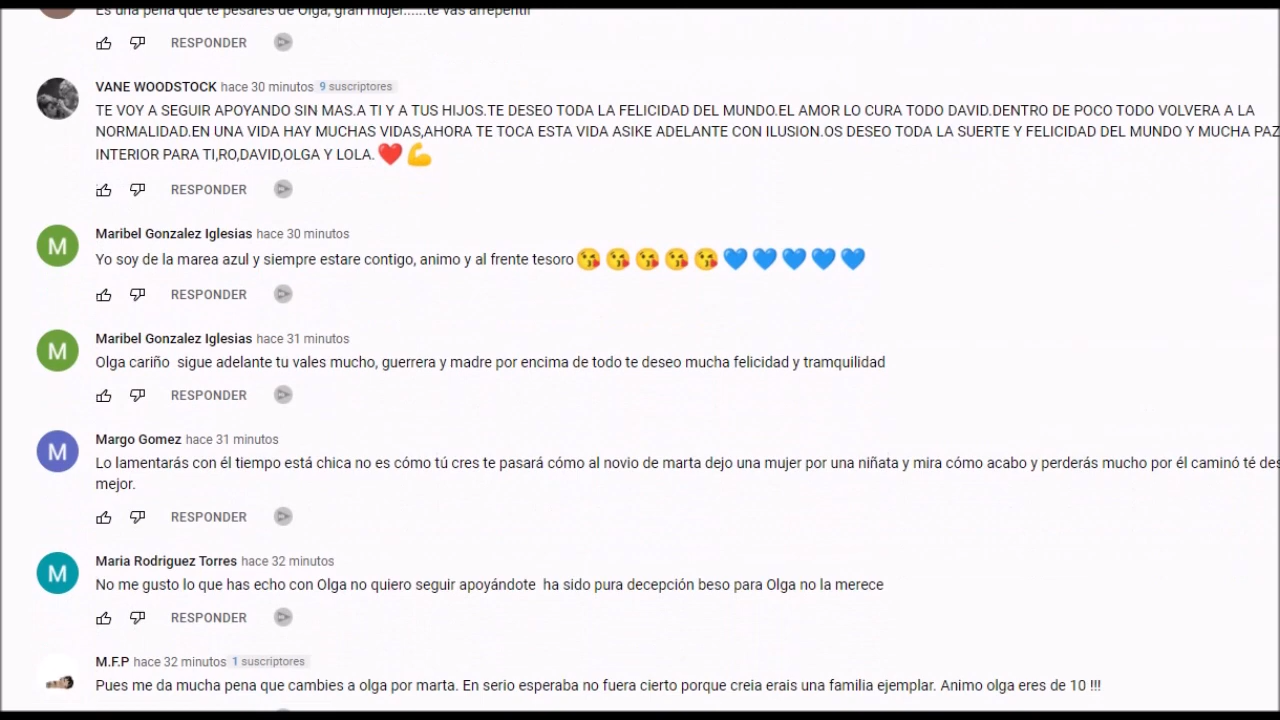 Es una pena que te pesares de Olga, gran mujer......te vas arrepentir
RESPONDER
VANE WOODSTOCK hace 30 minutos 9 suscriptores
TE VOY A SEGUIR APOYANDO SIN MAS.A TI Y A TUS HIJOS.TE DESEO TODA LA FELICIDAD DEL MUNDO.EL AMOR LO CURA TODO DAVID.DENTRO DE POCO TODO VOLVERA A LA
NORMALIDAD.EN UNA VIDA HAY MUCHAS VIDAS,AHORA TE TOCA ESTA VIDA ASIKE ADELANTE CON ILUSION.OS DESEO TODA LA SUERTE Y FELICIDAD DEL MUNDO Y MUCHA PAZ
INTERIOR PARA TI,RO,DAVID,OLGA Y LOLA.❤️💪
RESPONDER
M
Maribel Gonzalez Iglesias hace 30 minutos
Yo soy de la marea azul y siempre estare contigo, animo y al frente tesoro😘😘😘😘😘💙💙💙💙💙
RESPONDER
M
Maribel Gonzalez Iglesias hace 31 minutos
Olga cariño sigue adelante tu vales mucho, guerrera y madre por encima de todo te deseo mucha felicidad y tramquilidad
RESPONDER
M
Margo Gomez hace 31 minutos
Lo lamentarás con él tiempo está chica no es cómo tú cres te pasará cómo al novio de marta dejo una mujer por una niñata y mira cómo acabo y perderás mucho por él caminó té des
mejor.
RESPONDER
M
Maria Rodriguez Torres hace 32 minutos
No me gusto lo que has echo con Olga no quiero seguir apoyándote ha sido pura decepción beso para Olga no la merece
RESPONDER
M.F.P hace 32 minutos 1 suscriptores
Pues me da mucha pena que cambies a olga por marta. En serio esperaba no fuera cierto porque creia erais una familia ejemplar. Animo olga eres de 10 !!!